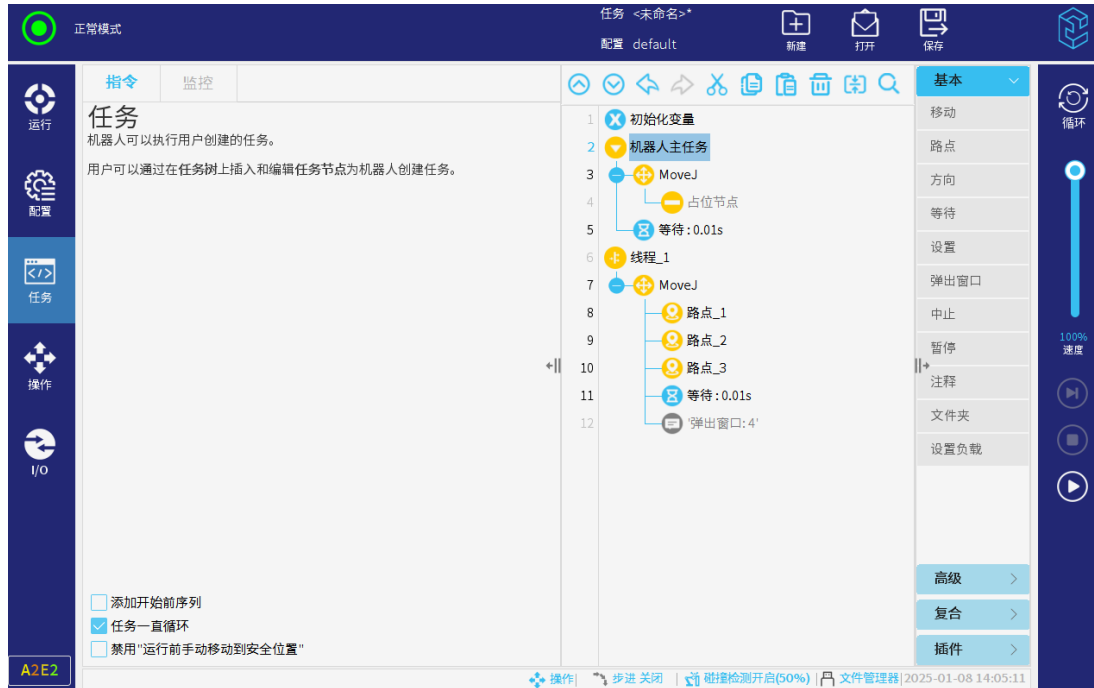 正常模式
任务 <未命名>*
配置 default
新建
打开
保存
运行
配置
任务
操作
I/O
A2E2
指令
监控
任务
机器人可以执行用户创建的任务。
用户可以通过在任务树上插入和编辑任务节点为机器人创建任务。
添加开始前序列
任务一直循环
禁用"运行前手动移动到安全位置"
1 初始化变量
2 机器人主任务
3 MoveJ
4 占位节点
5 等待:0.01s
6 线程_1
7 MoveJ
8 路点_1
9 路点_2
10 路点_3
11 等待:0.01s
12 '弹出窗口:4'
基本
移动
路点
方向
等待
设置
弹出窗口
中止
暂停
注释
文件夹
设置负载
高级
复合
插件
循环
100%
速度
操作| 步进 关闭 | 碰撞检测开启(50%) | 文件管理器| 2025-01-08 14:05:11